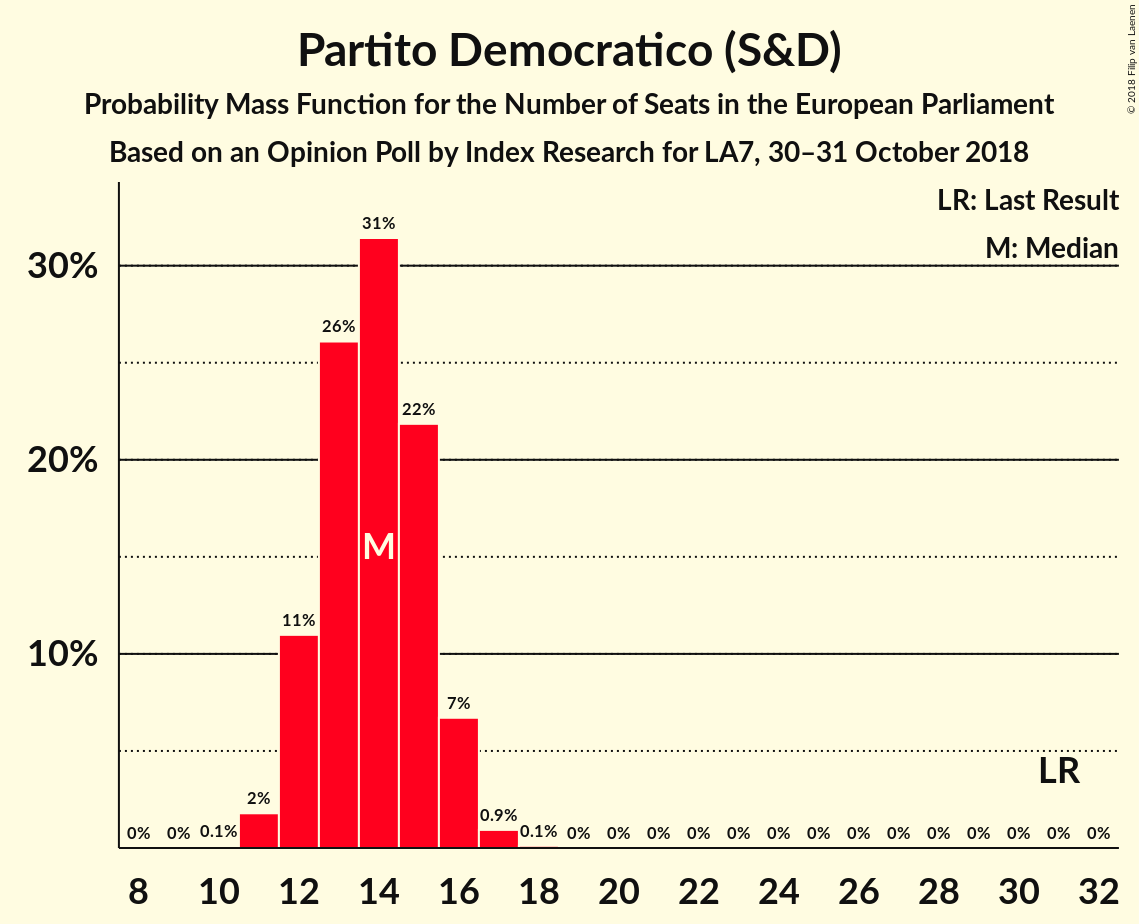 Partito Democratico (S&D)
Probability Mass Function for the Number of Seats in the European Parliament
Based on an Opinion Poll by Index Research for LA7, 30–31 October 2018
© 2018 Filip van Laenen
LR: Last Result
M: Median
30%
20%
10%
0% 0% 0.1% 2% 11% 26% 31% 22% 7% 0.9% 0.1% 0% 0% 0% 0% 0% 0% 0% 0% 0% 0% 0% 0% 0% 0%
M
LR
8 10 12 14 16 18 20 22 24 26 28 30 32